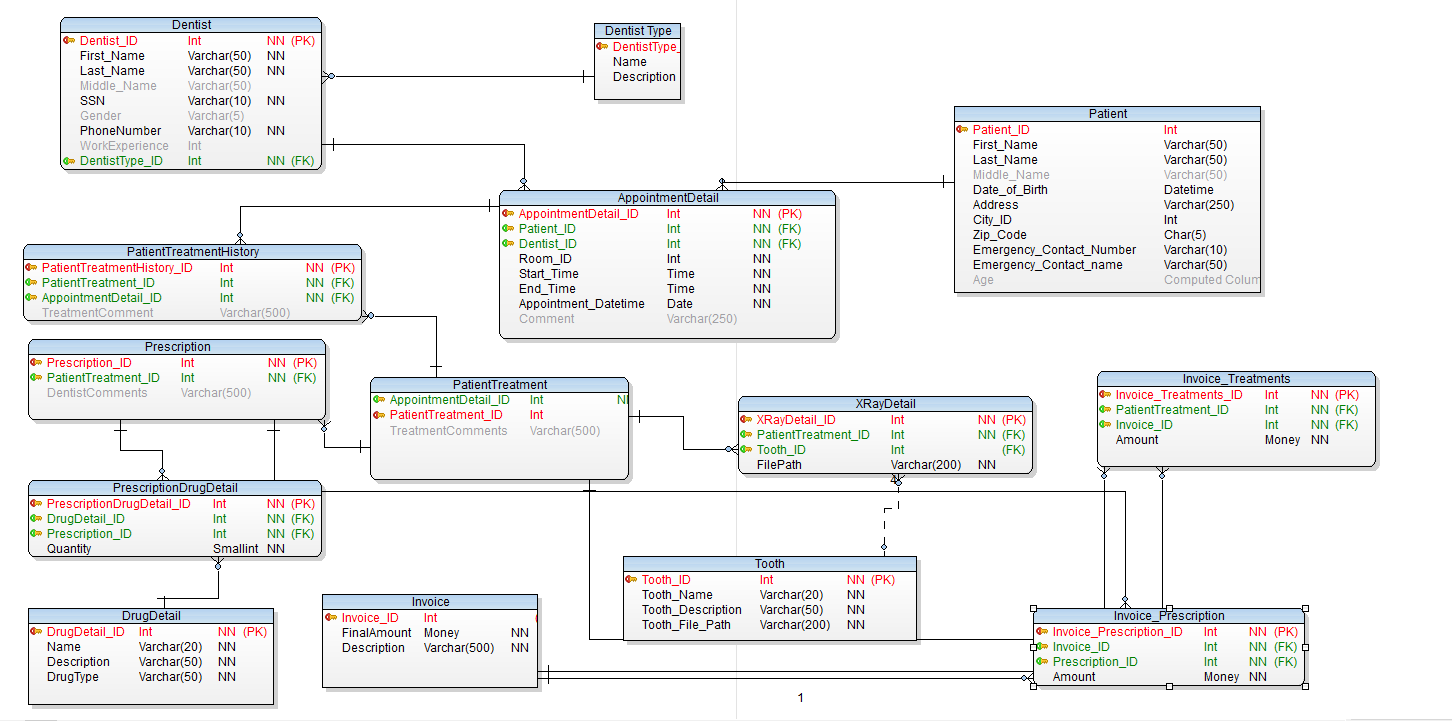 Dentist
Dentist_ID Int NN (PK)
First_Name Varchar(50) NN
Last_Name Varchar(50) NN
Middle_Name Varchar(50)
SSN Varchar(10) NN
Gender Varchar(5)
PhoneNumber Varchar(10) NN
WorkExperience Int
DentistType_ID Int NN (FK)
Dentist Type
DentistType_
Name
Description
Patient
Patient_ID Int
First_Name Varchar(50)
Last_Name Varchar(50)
Middle_Name Varchar(50)
Date_of_Birth Datetime
Address Varchar(250)
City_ID Int
Zip_Code Char(5)
Emergency_Contact_Number Varchar(10)
Emergency_Contact_name Varchar(50)
Age Computed Colum
AppointmentDetail
AppointmentDetail_ID Int NN (PK)
Patient_ID Int NN (FK)
Dentist_ID Int NN (FK)
Room_ID Int NN
Start_Time Time NN
End_Time Time NN
Appointment_Datetime Date NN
Comment Varchar(250)
PatientTreatmentHistory
PatientTreatmentHistory_ID Int NN (PK)
PatientTreatment_ID Int NN (FK)
AppointmentDetail_ID Int NN (FK)
TreatmentComment Varchar(500)
Prescription
Prescription_ID Int NN (PK)
PatientTreatment_ID Int NN (FK)
DentistComments Varchar(500)
PatientTreatment
AppointmentDetail_ID Int N
PatientTreatment_ID Int
TreatmentComments Varchar(500)
XRayDetail
XRayDetail_ID Int NN (PK)
PatientTreatment_ID Int NN (FK)
Tooth_ID Int (FK)
FilePath Varchar(200) NN
4
Invoice_Treatments
Invoice_Treatments_ID Int NN (PK)
PatientTreatment_ID Int NN (FK)
Invoice_ID Int NN (FK)
Amount Money NN
PrescriptionDrugDetail
PrescriptionDrugDetail_ID Int NN (PK)
DrugDetail_ID Int NN (FK)
Prescription_ID Int NN (FK)
Quantity Smallint NN
Tooth
Tooth_ID Int NN (PK)
Tooth_Name Varchar(20) NN
Tooth_Description Varchar(50) NN
Tooth_File_Path Varchar(200) NN
DrugDetail
DrugDetail_ID Int NN (PK)
Name Varchar(20) NN
Description Varchar(50) NN
DrugType Varchar(50) NN
Invoice
Invoice_ID Int (
FinalAmount Money NN
Description Varchar(500) NN
Invoice_Prescription
Invoice_Prescription_ID Int NN (PK)
Invoice_ID Int NN (FK)
Prescription_ID Int NN (FK)
Amount Money NN
1